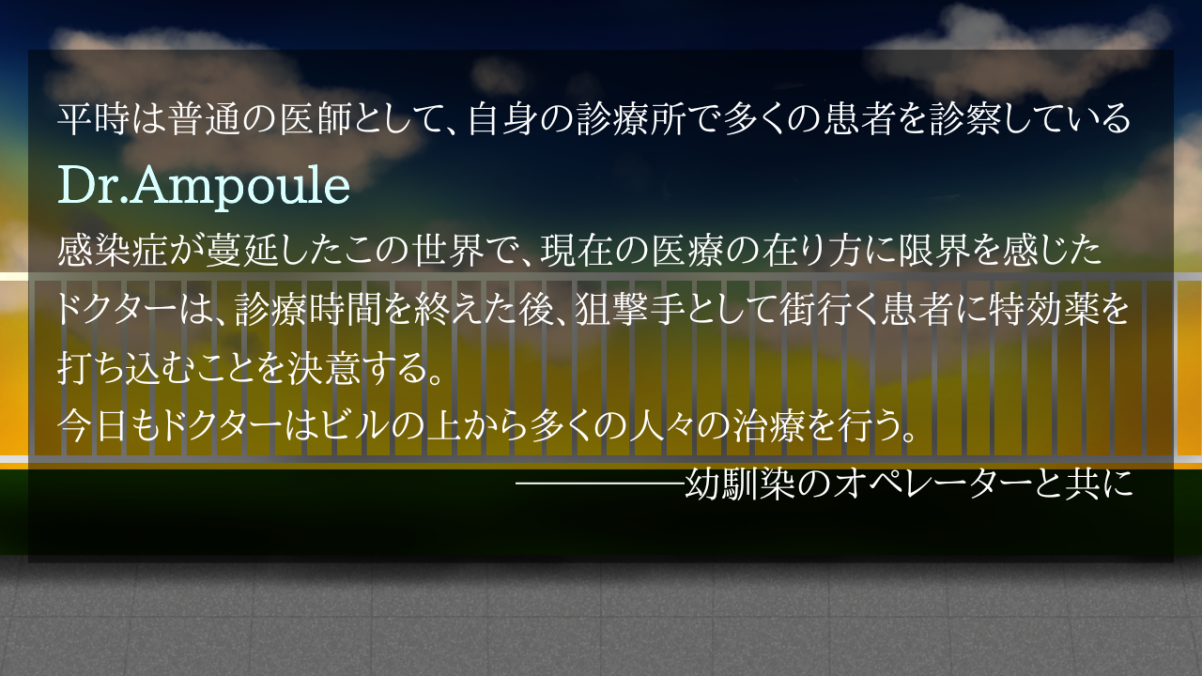 平時は普通の医師として、自身の診療所で多くの患者を診察している
Dr.Ampoule
感染症が蔓延したこの世界で、現在の医療の在り方に限界を感じた
ドクターは、診療時間を終えた後、狙撃手として街行く患者に特効薬を
打ち込むことを決意する。
今日もドクターはビルの上から多くの人々の治療を行う。
―――――幼馴染のオペレーターと共に